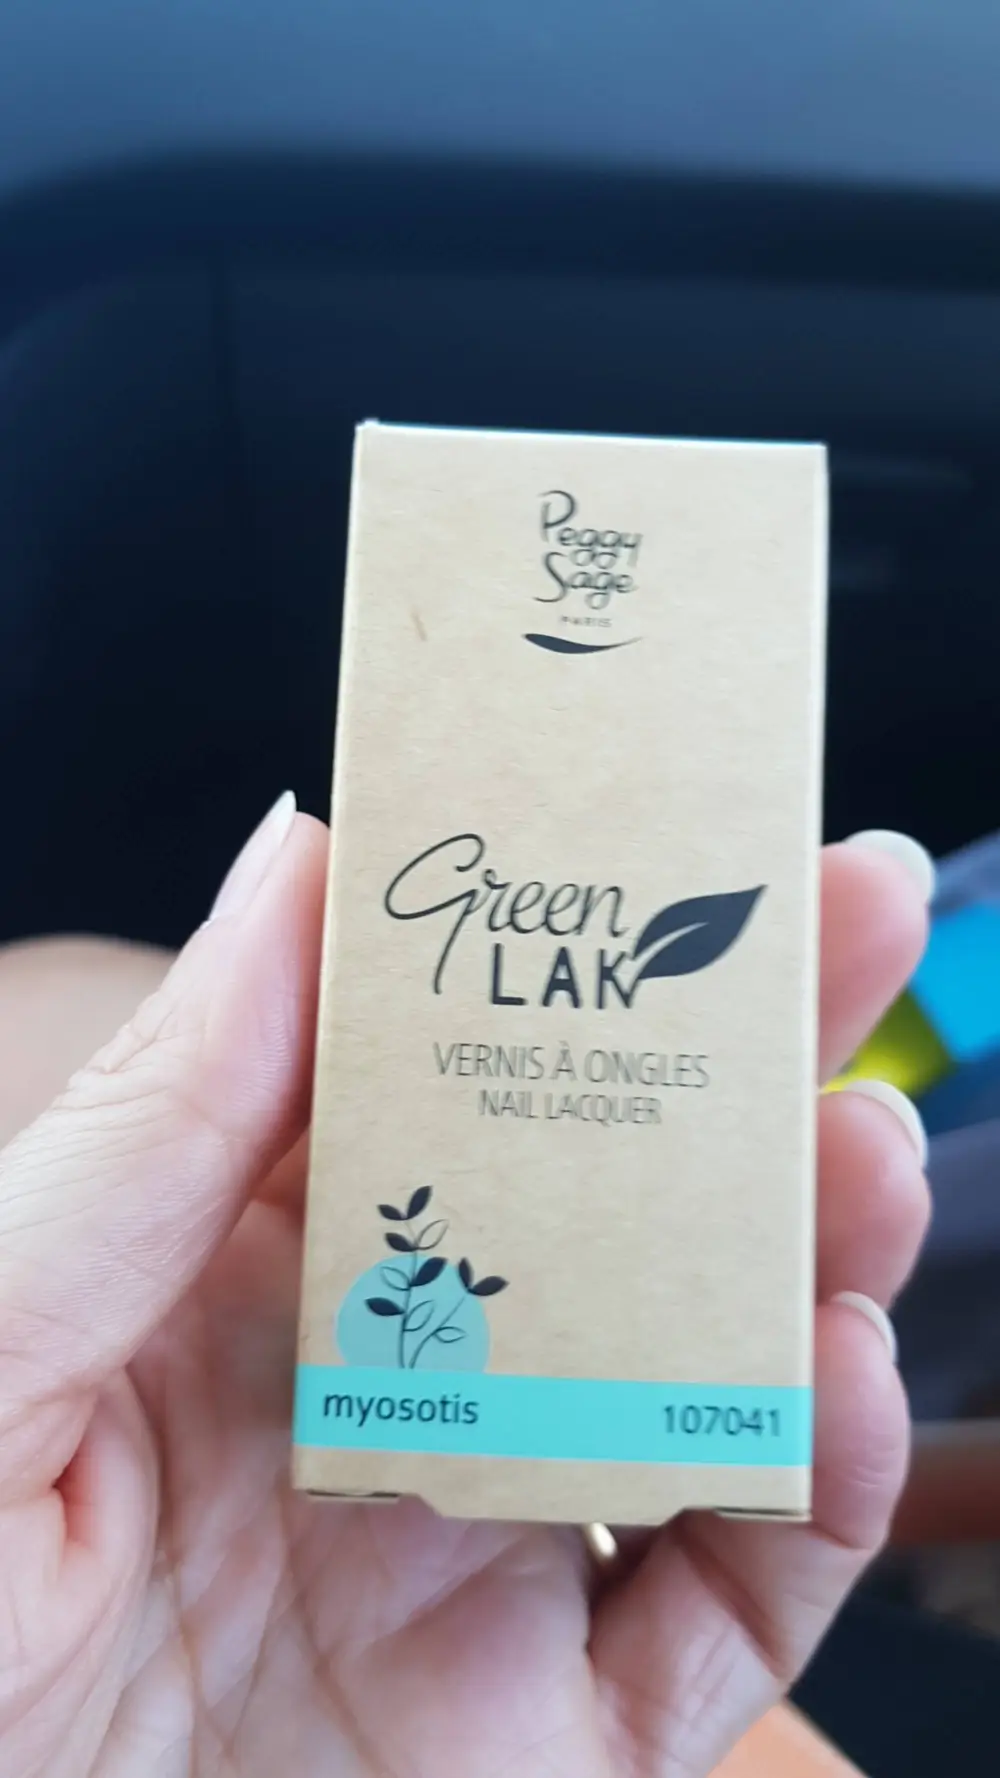 Peggy
Sage
PARIS
Green
LAK
VERNIS À ONGLES
NAIL LACQUER
myosotis 107041